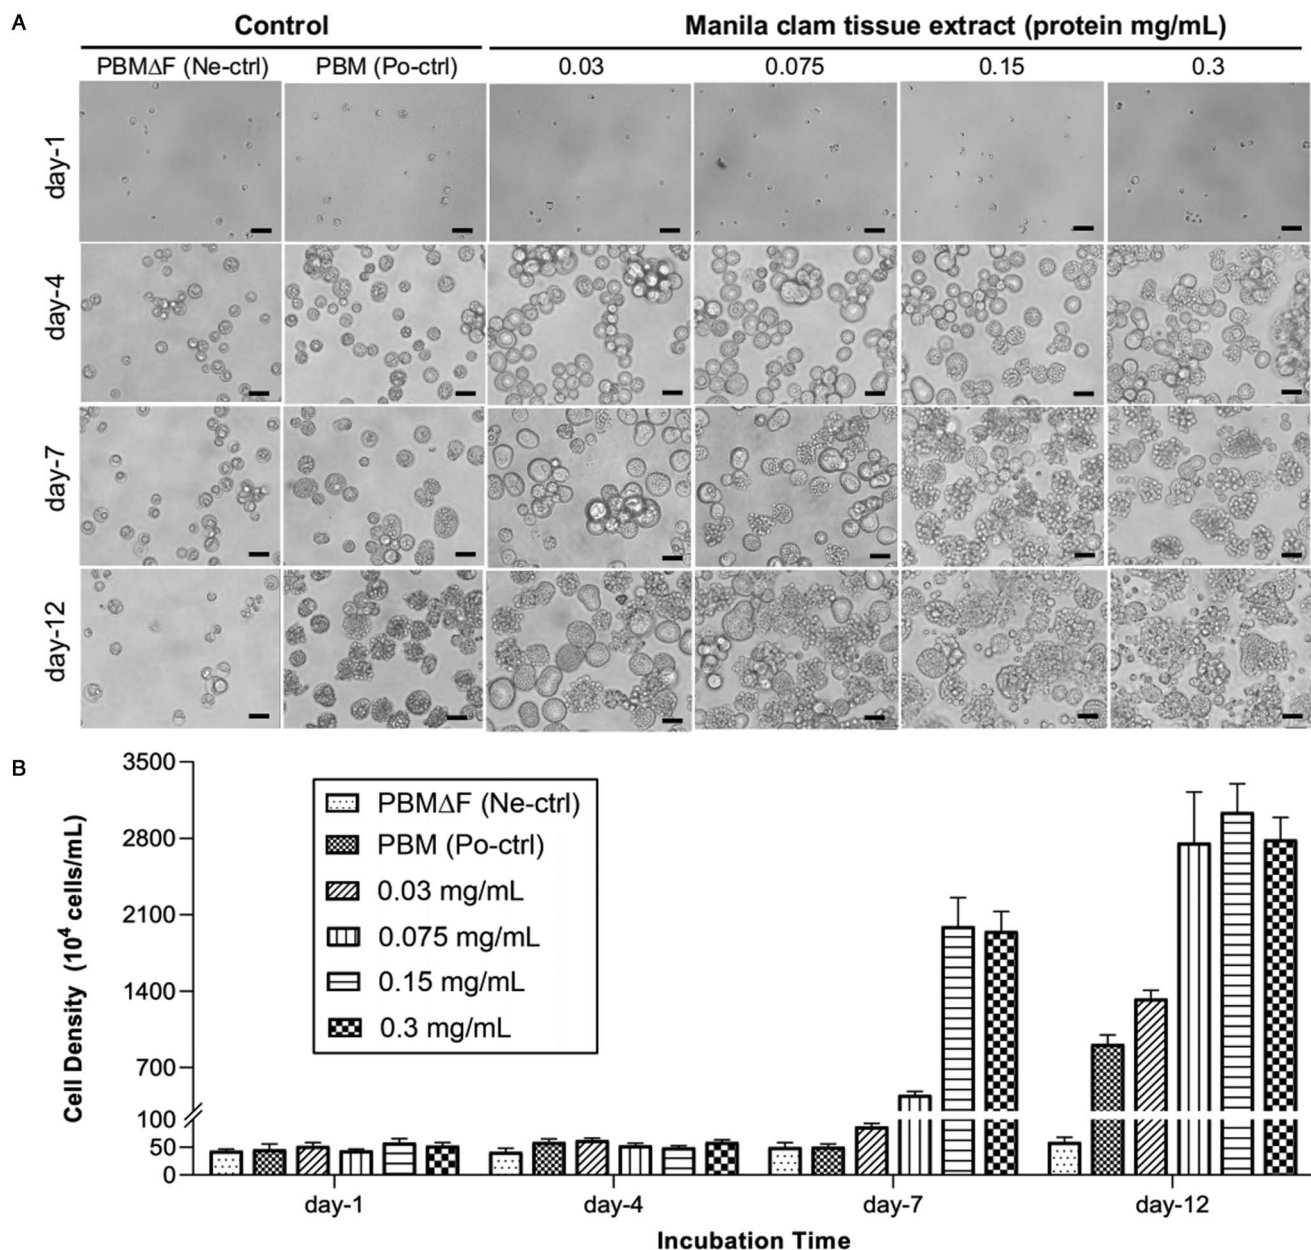 A
Control
Manila clam tissue extract (protein mg/mL)
PBMΔF (Ne-ctrl)
PBM (Po-ctrl)
0.03
0.075
0.15
0.3
day-1
day-4
day-7
day-12
B
3500
2800
2100
1400
700
100
50
0
Cell Density (10⁴ cells/mL)
PBMΔF (Ne-ctrl)
PBM (Po-ctrl)
0.03 mg/mL
0.075 mg/mL
0.15 mg/mL
0.3 mg/mL
day-1
day-4
day-7
day-12
Incubation Time